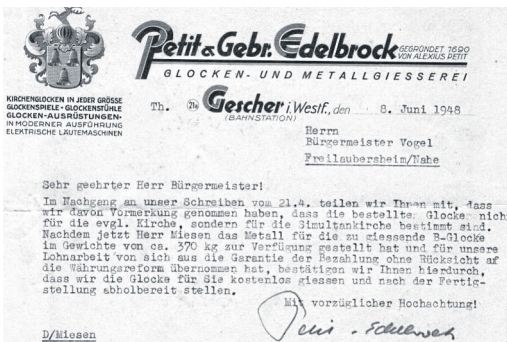 Petit & Gebr. Edelbrock
GEGRÜNDET 1690
VON ALEXIUS PETIT
GLOCKEN- UND METALLGIESSEREI
KIRCHENGLOCKEN IN JEDER GRÖSSE
GLOCKENSPIELE • GLOCKENSTÜHLE
GLOCKEN-AUSRÜSTUNGEN
IN MODERNER AUSFÜHRUNG
ELEKTRISCHE LÄUTEMASCHINEN
Th. 21a Gescher i. Westf., den 8. Juni 1948
(BAHNSTATION)
Herrn
Bürgermeister Vogel
Freilaubersheim/Nahe
Sehr geehrter Herr Bürgermeister!
Im Nachgang an unser Schreiben vom 21.4. teilen wir Ihnen mit, dass
wir davon Vormerkung genommen haben, dass die bestellte Glocke nich
für die evgl. Kirche, sondern für die Simultankirche bestimmt sind.
Nachdem jetzt Herr Miesen das Metall für die zu giessende B-Glocke
im Gewichte von ca. 370 kg zur Verfügung gestellt hat und für unsere
Lohnarbeit von sich aus die Garantie der Bezahlung ohne Rücksicht af
die Währungsreform übernommen hat, bestätigen wir Ihnen hierdurch,
dass wir die Glocke für Sie kostenlos giessen und nach der Fertig-
stellung abholbereit stellen.
Mit vorzüglicher Hochachtung!
Petit & Edelbrock
D/Miesen